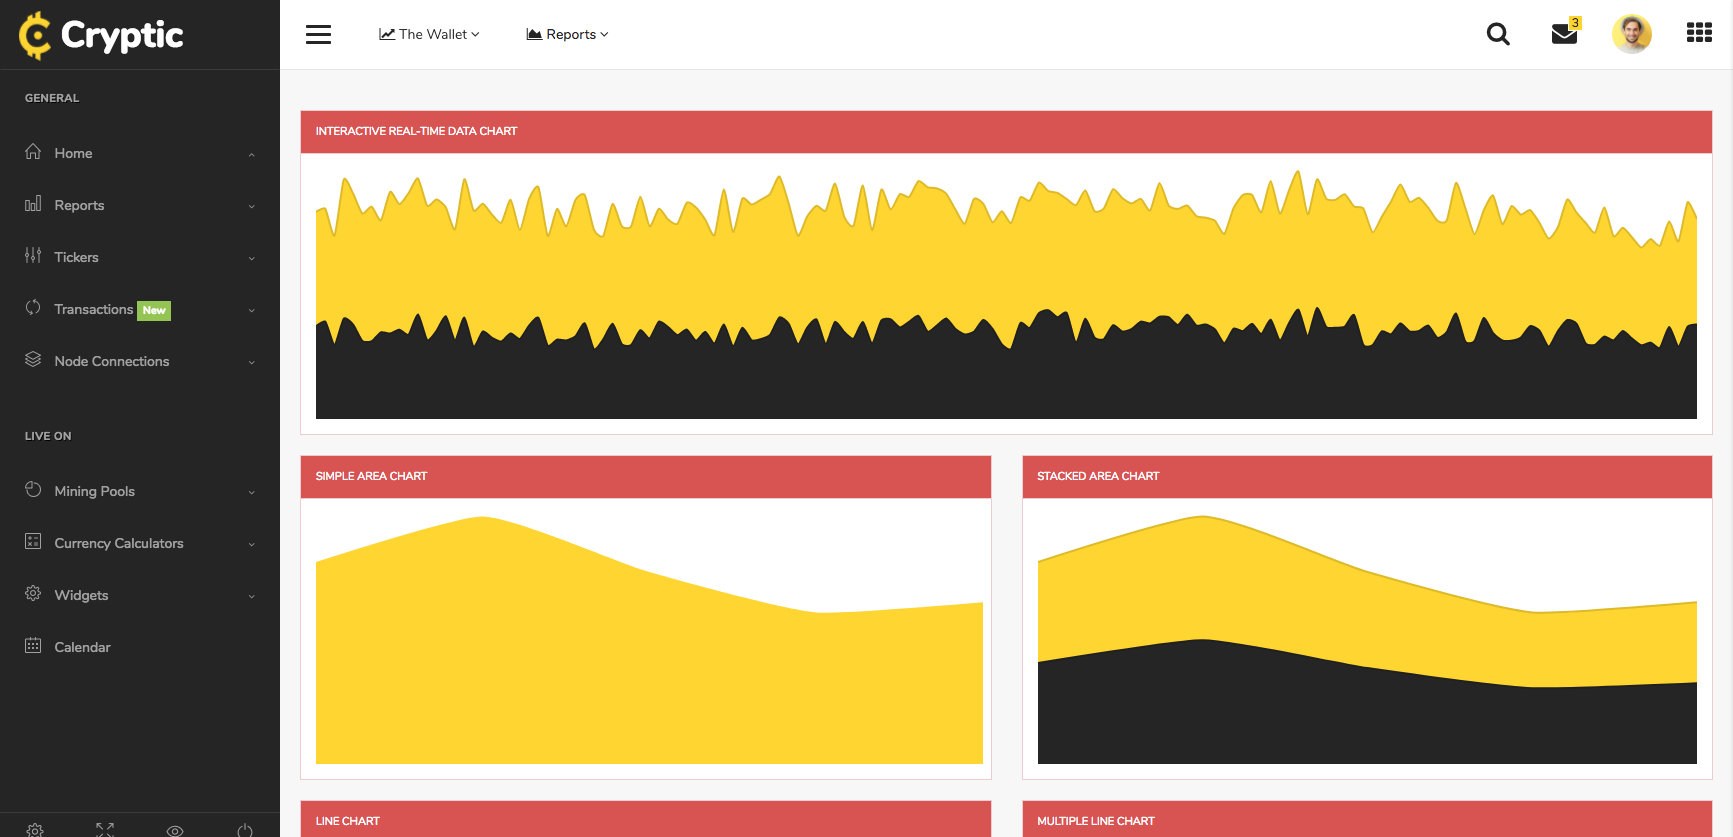 Cryptic
The Wallet
Reports
3
GENERAL
Home
Reports
Tickers
Transactions New
Node Connections
LIVE ON
Mining Pools
Currency Calculators
Widgets
Calendar
INTERACTIVE REAL-TIME DATA CHART
SIMPLE AREA CHART
STACKED AREA CHART
LINE CHART
MULTIPLE LINE CHART